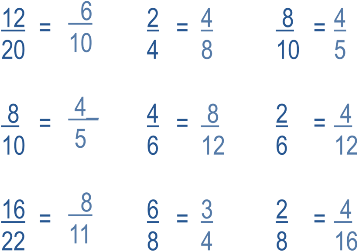 12/20 = 6/10 2/4 = 4/8 8/10 = 4/5
8/10 = 4/5 4/6 = 8/12 2/6 = 4/12
16/22 = 8/11 6/8 = 3/4 2/8 = 4/16